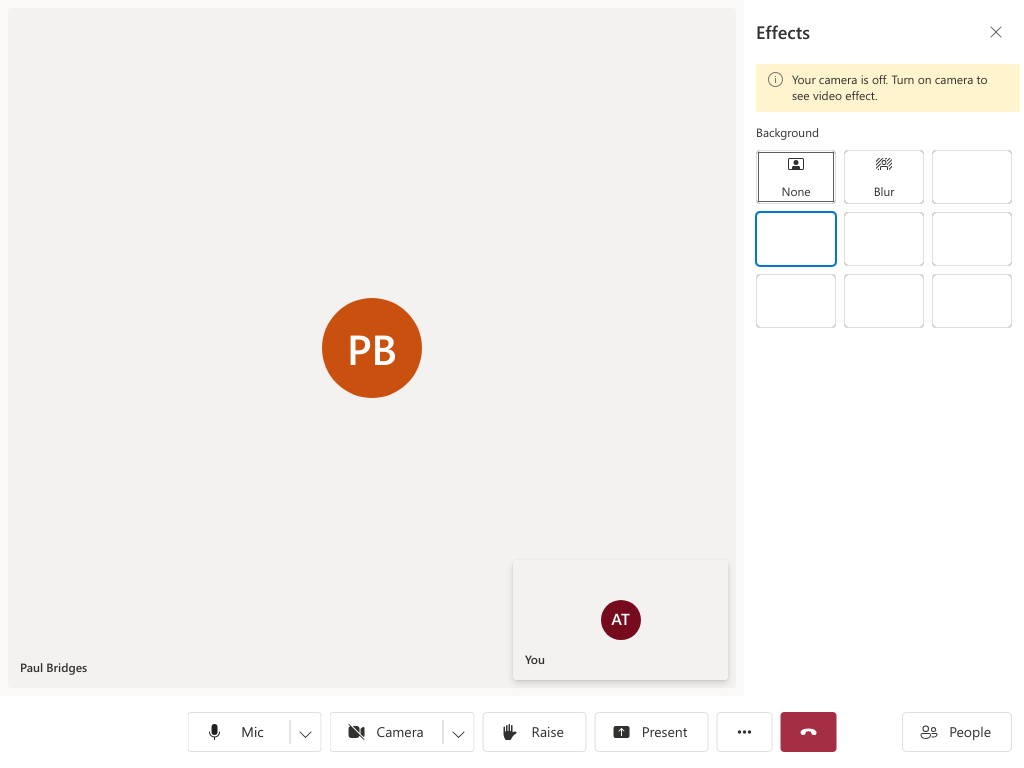 Effects
Your camera is off. Turn on camera to
see video effect.
Background
None
Blur
PB
AT
You
Paul Bridges
Mic
Camera
Raise
Present
People